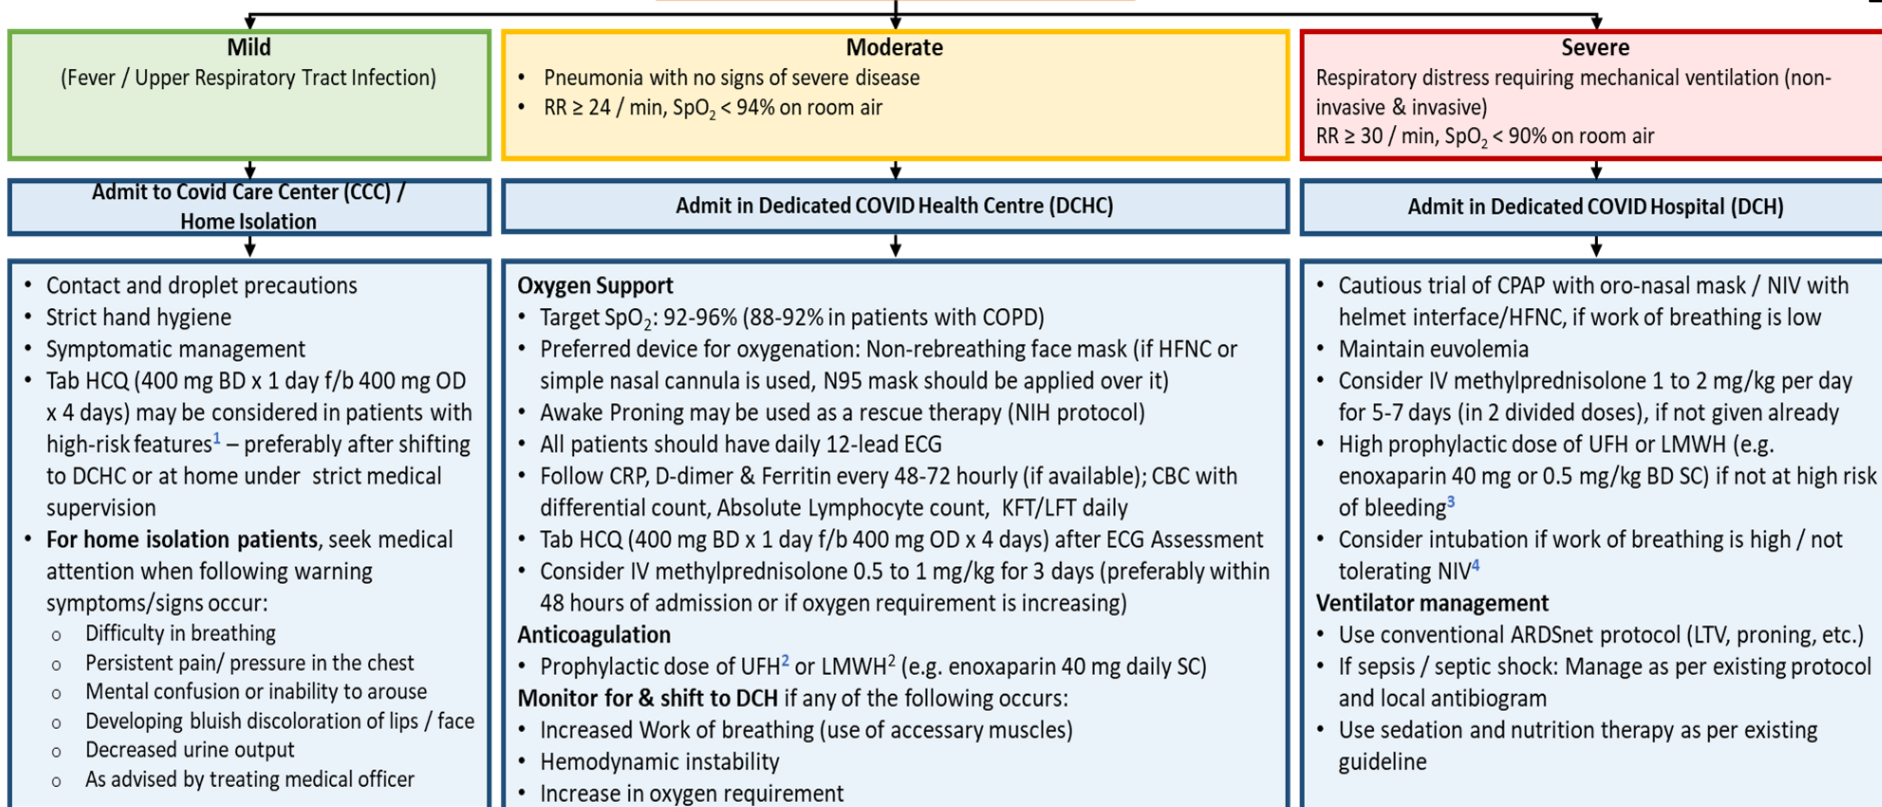 Mild
(Fever / Upper Respiratory Tract Infection)
Admit to Covid Care Center (CCC) /
Home Isolation
• Contact and droplet precautions
• Strict hand hygiene
• Symptomatic management
• Tab HCQ (400 mg BD x 1 day f/b 400 mg OD
x 4 days) may be considered in patients with
high-risk features¹ – preferably after shifting
to DCHC or at home under strict medical
supervision
• For home isolation patients, seek medical
attention when following warning
symptoms/signs occur:
o Difficulty in breathing
o Persistent pain/ pressure in the chest
o Mental confusion or inability to arouse
o Developing bluish discoloration of lips / face
o Decreased urine output
o As advised by treating medical officer
Moderate
• Pneumonia with no signs of severe disease
• RR ≥ 24 / min, SpO₂ < 94% on room air
Admit in Dedicated COVID Health Centre (DCHC)
Oxygen Support
• Target SpO₂: 92-96% (88-92% in patients with COPD)
• Preferred device for oxygenation: Non-rebreathing face mask (if HFNC or
simple nasal cannula is used, N95 mask should be applied over it)
• Awake Proning may be used as a rescue therapy (NIH protocol)
• All patients should have daily 12-lead ECG
• Follow CRP, D-dimer & Ferritin every 48-72 hourly (if available); CBC with
differential count, Absolute Lymphocyte count, KFT/LFT daily
• Tab HCQ (400 mg BD x 1 day f/b 400 mg OD x 4 days) after ECG Assessment
• Consider IV methylprednisolone 0.5 to 1 mg/kg for 3 days (preferably within
48 hours of admission or if oxygen requirement is increasing)
Anticoagulation
• Prophylactic dose of UFH² or LMWH² (e.g. enoxaparin 40 mg daily SC)
Monitor for & shift to DCH if any of the following occurs:
• Increased Work of breathing (use of accessary muscles)
• Hemodynamic instability
• Increase in oxygen requirement
Severe
Respiratory distress requiring mechanical ventilation (non-
invasive & invasive)
RR ≥ 30 / min, SpO₂ < 90% on room air
Admit in Dedicated COVID Hospital (DCH)
• Cautious trial of CPAP with oro-nasal mask / NIV with
helmet interface/HFNC, if work of breathing is low
• Maintain euvolemia
• Consider IV methylprednisolone 1 to 2 mg/kg per day
for 5-7 days (in 2 divided doses), if not given already
• High prophylactic dose of UFH or LMWH (e.g.
enoxaparin 40 mg or 0.5 mg/kg BD SC) if not at high risk
of bleeding³
• Consider intubation if work of breathing is high / not
tolerating NIV⁴
Ventilator management
• Use conventional ARDSnet protocol (LTV, proning, etc.)
• If sepsis / septic shock: Manage as per existing protocol
and local antibiogram
• Use sedation and nutrition therapy as per existing
guideline